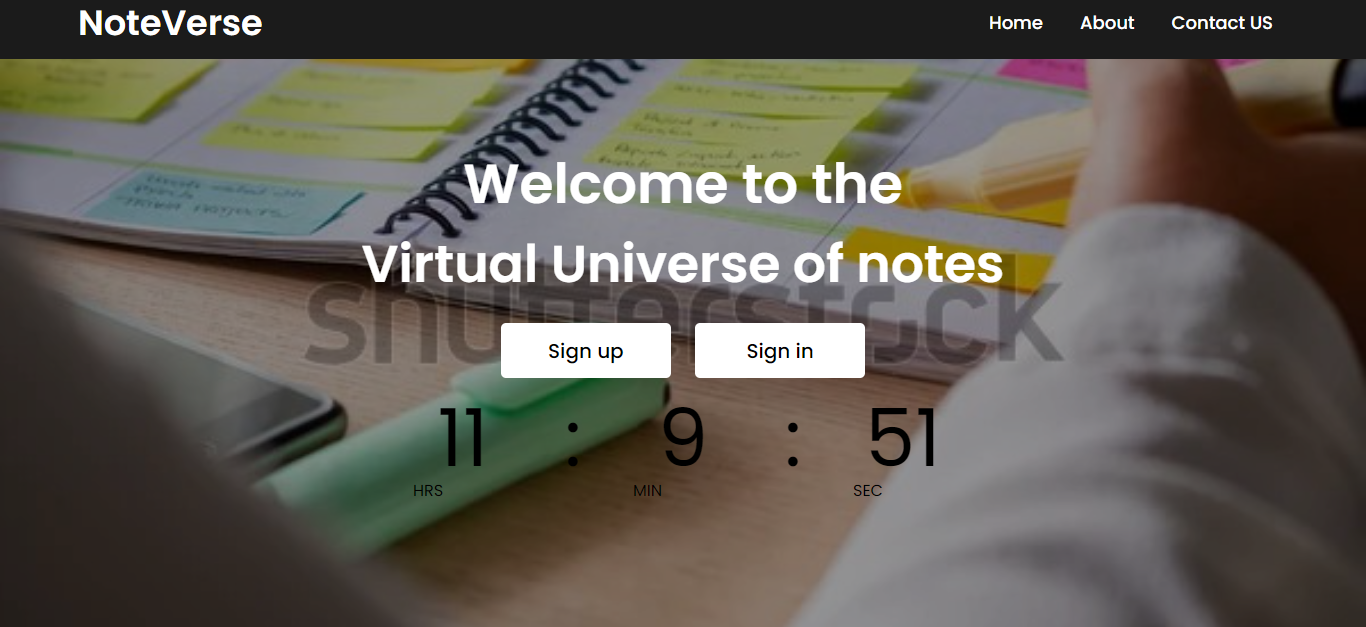 NoteVerse
Home About Contact US
Welcome to the
Virtual Universe of notes
shutterstock
Sign up Sign in
11 : 9 : 51
HRS MIN SEC